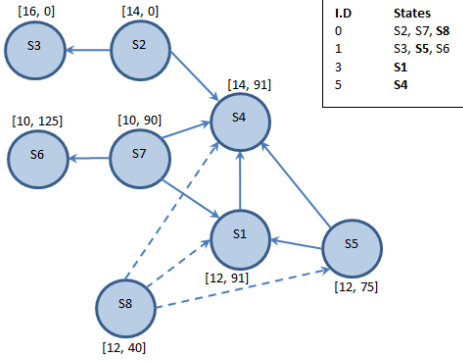 [16, 0] [14, 0]
S3 S2
I.D States
0 S2, S7, S8
1 S3, S5, S6
3 S1
5 S4
[14, 91]
S4
[10, 125] [10, 90]
S6 S7
S1 S5
[12, 91] [12, 75]
S8
[12, 40]